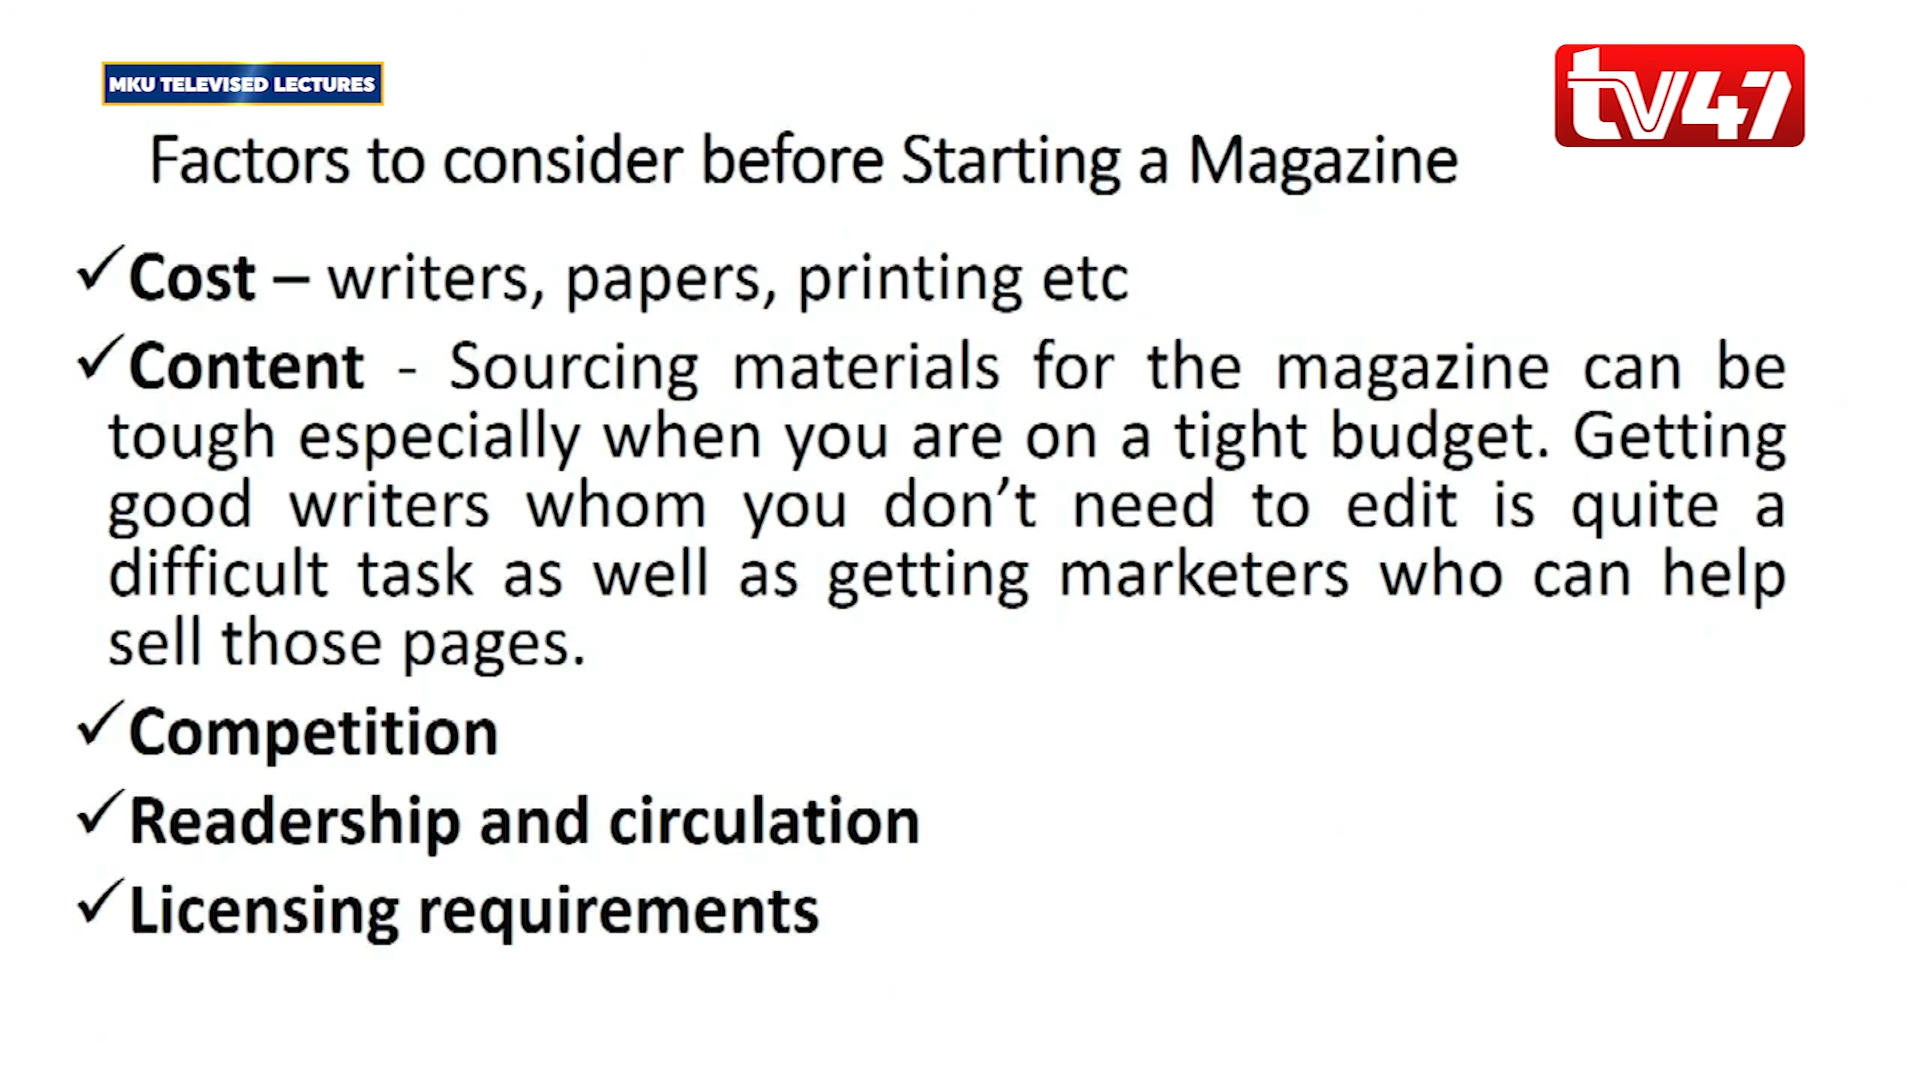 MKU TELEVISED LECTURES
tv47
Factors to consider before Starting a Magazine
✓Cost – writers, papers, printing etc
✓Content - Sourcing materials for the magazine can be
tough especially when you are on a tight budget. Getting
good writers whom you don’t need to edit is quite a
difficult task as well as getting marketers who can help
sell those pages.
✓Competition
✓Readership and circulation
✓Licensing requirements